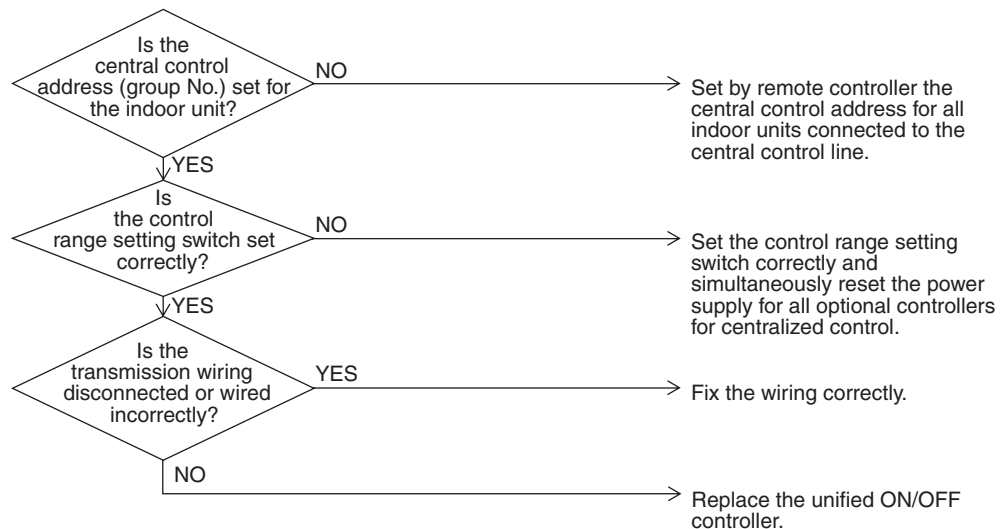 Is the
central control
address (group No.) set for
the indoor unit?
NO
Set by remote controller the
central control address for all
indoor units connected to the
central control line.
YES
Is
the control
range setting switch set
correctly?
NO
Set the control range setting
switch correctly and
simultaneously reset the power
supply for all optional controllers
for centralized control.
YES
Is the
transmission wiring
disconnected or wired
incorrectly?
YES
Fix the wiring correctly.
NO
Replace the unified ON/OFF
controller.